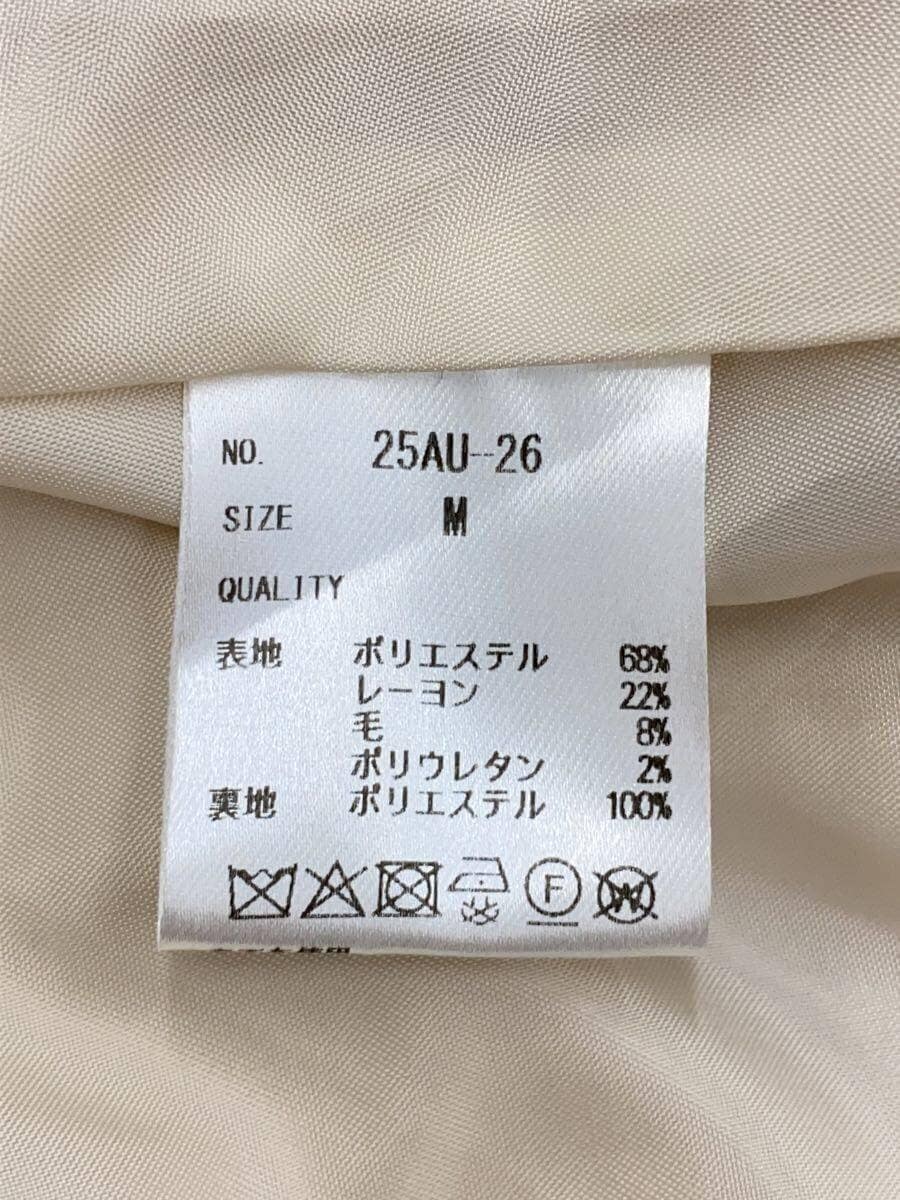 NO. 25AU-26
SIZE M
QUALITY
表地 ポリエステル 68%
レーヨン 22%
毛 8%
ポリウレタン 2%
裏地 ポリエステル 100%
F W